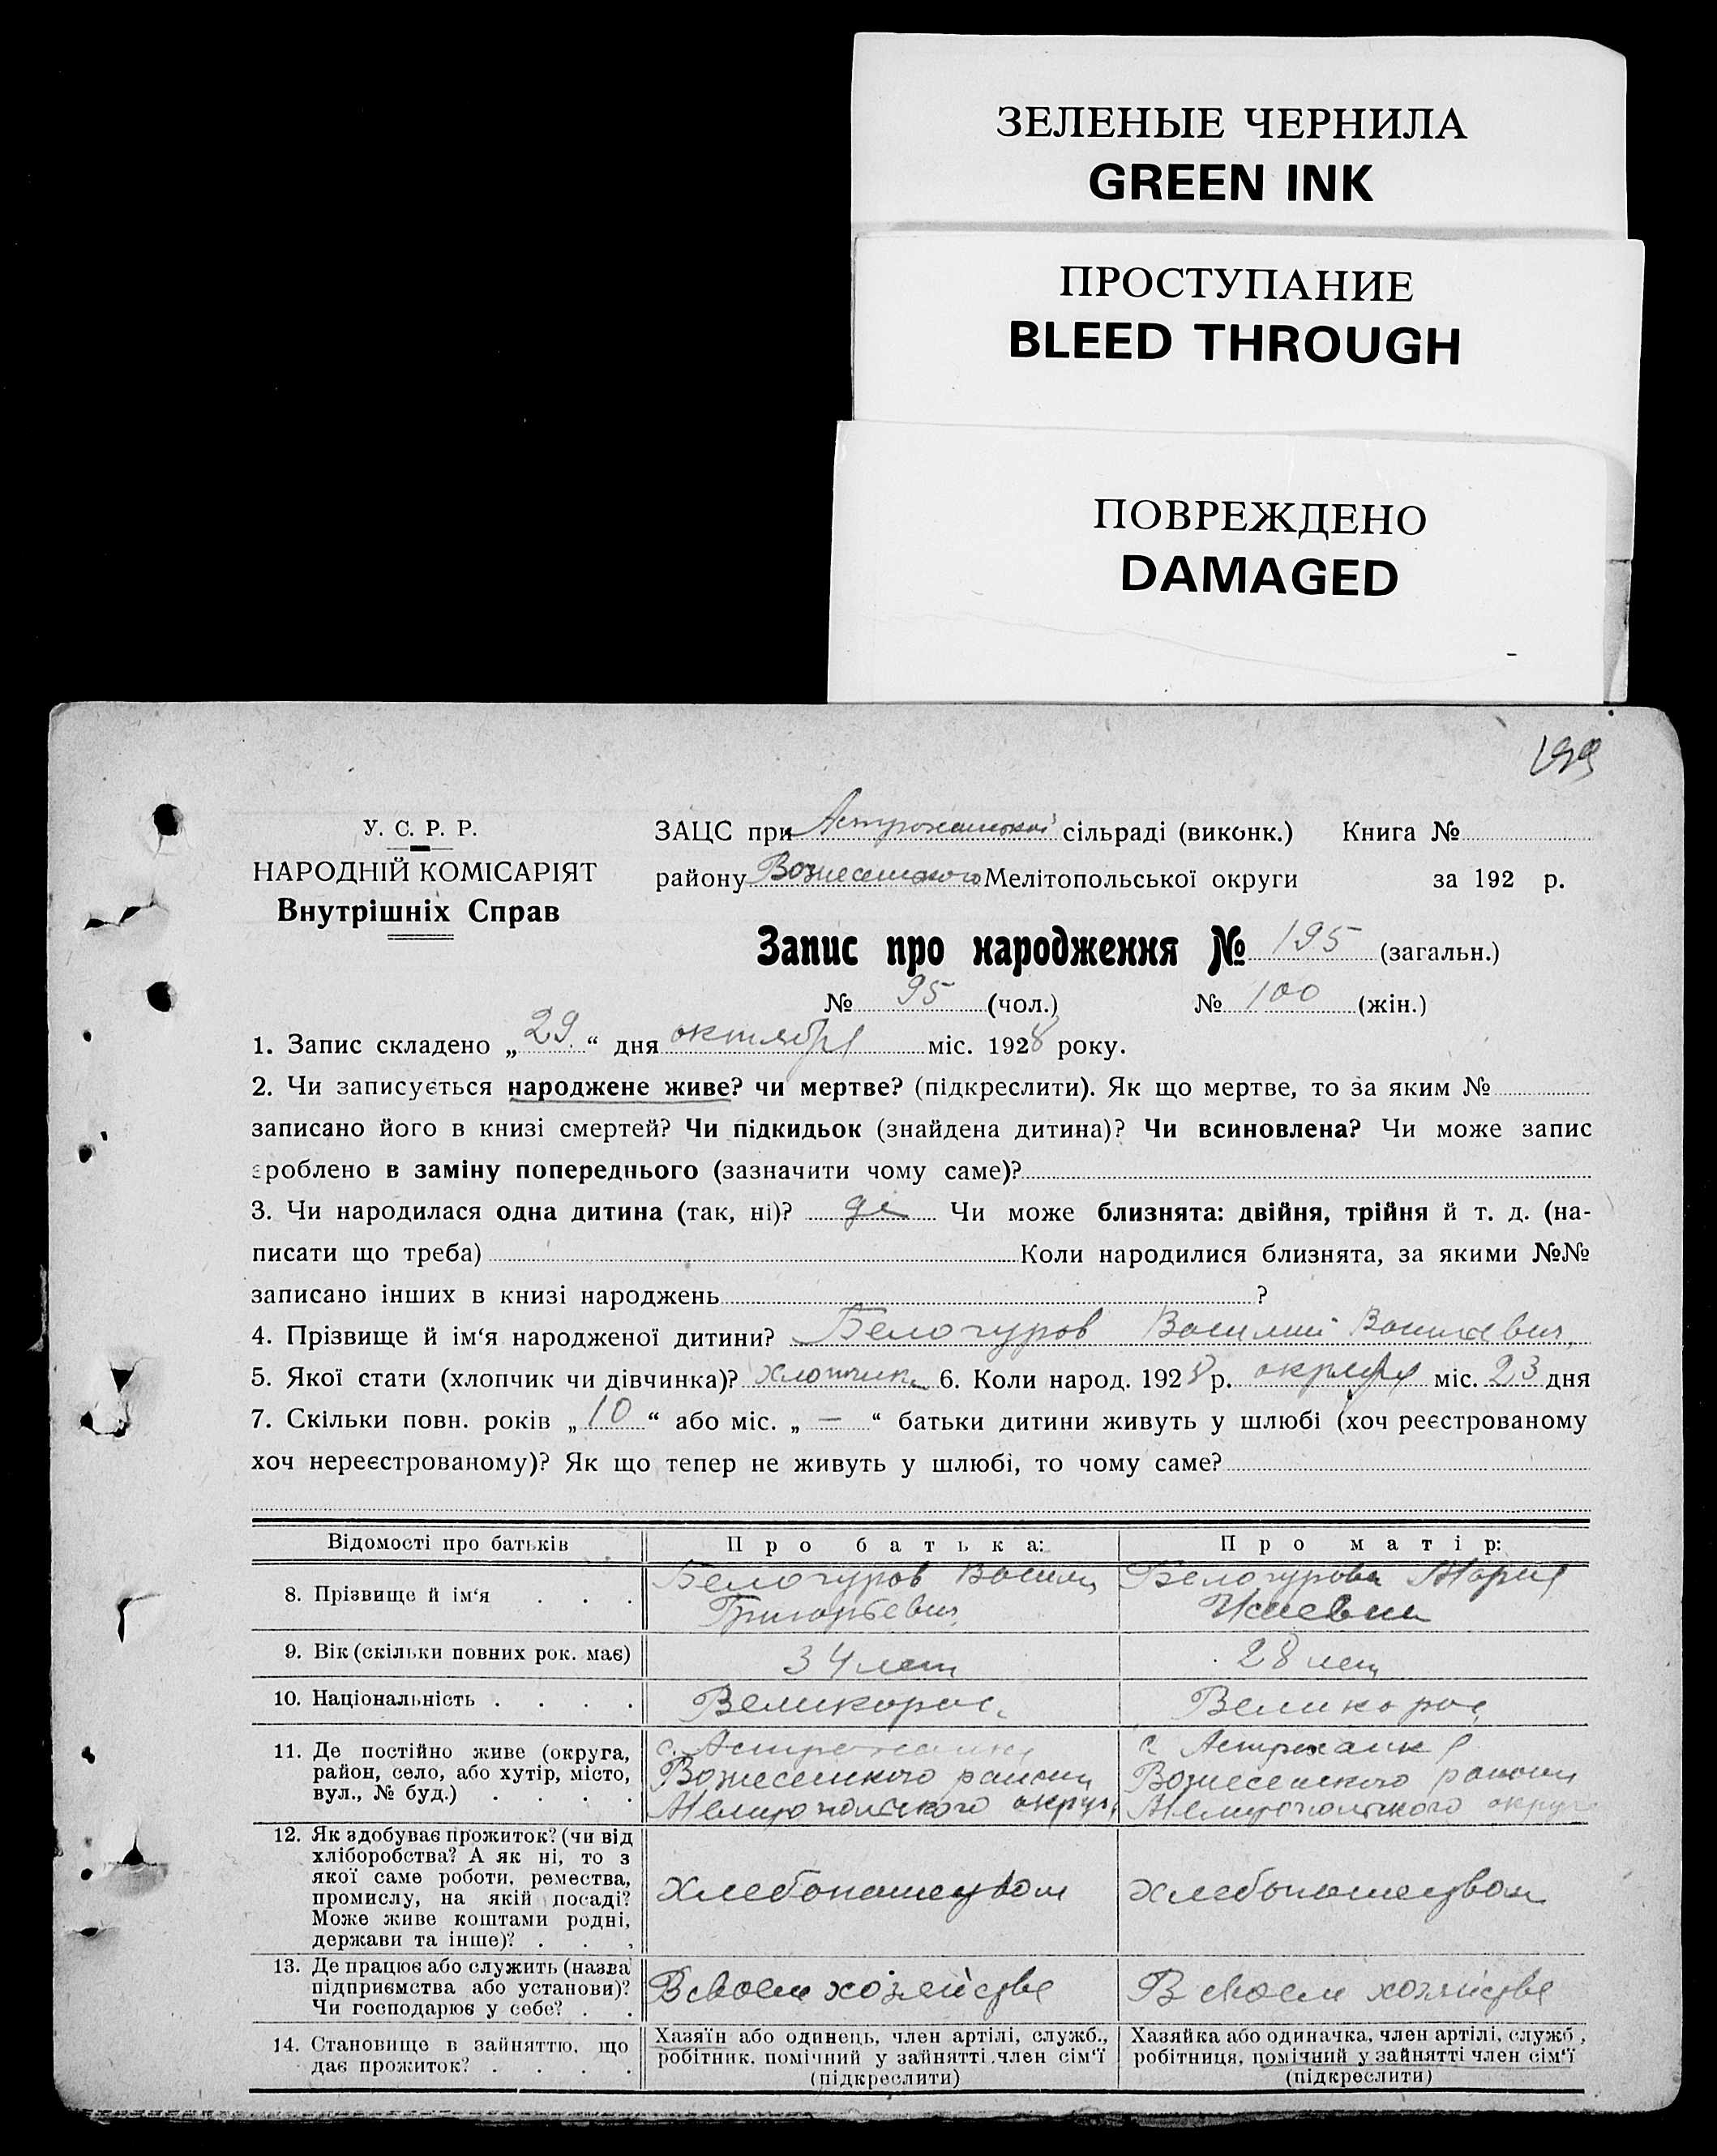 ЗЕЛЕНЫЕ ЧЕРНИЛА
GREEN INK
ПРОСТУПАНИЕ
BLEED THROUGH
ПОВРЕЖДЕНО
DAMAGED
У. С. Р. Р.
НАРОДНІЙ КОМІСАРІЯТ
Внутрішніх Справ
ЗАЦС при Астраханской сільраді (виконк.) Книга №
району Вознесенского Мелітопольської округи за 192 р.
Запис про народження № 195 (загальн.)
№ 95 (чол.) № 100 (жін.)
1. Запис складено „ 29 “ дня октября міс. 1928 року.
2. Чи записується народжене живе? чи мертве? (підкреслити). Як що мертве, то за яким №
записано його в книзі смертей? Чи підкидьок (знайдена дитина)? Чи всиновлена? Чи може запис
зроблено в заміну попереднього (зазначити чому саме)?
3. Чи народилася одна дитина (так, ні)? Чи може близнята: двійня, трійня й т. д. (на-
писати що треба) Коли народилися близнята, за якими №№
записано інших в книзі народжень ?
4. Прізвище й ім‘я народженої дитини? Белогуров Василий Васильевич
5. Якої стати (хлопчик чи дівчинка)? Хлопчик 6. Коли народ. 1928 р. октября міс. 23 дня
7. Скільки повн. років „ 10 “ або міс. „ — “ батьки дитини живуть у шлюбі (хоч реєстрованому
хоч нереєстрованому)? Як що тепер не живуть у шлюбі, то чому саме?
Відомості про батьків
Про батька:
Про матір:
8. Прізвище й ім‘я . . .
Белогуров Василий
Григорьевич
Белогурова Мария
9. Вік (скільки повних рок. має)
34 лет
28 лет
10. Національність . . . .
Великорос
Великорос
11. Де постійно живе (округа,
район, село, або хутір, місто,
вул., № буд.) . . . .
с. Астраханка
Вознесенского района
Мелитопольского округа
с. Астраханка
Вознесенского района
Мелитопольского округа
12. Як здобуває прожиток? (чи від
хліборобства? А як ні, то з
якої саме роботи, ремества,
промислу, на якій посаді?
Може живе коштами родні,
держави та інше)? . . .
Хлебопашеством
Хлебопашеством
13. Де працює або служить (назва
підприємства або установи)?
Чи господарює у себе? . .
В своем хозяйстве
В своем хозяйстве
14. Становище в зайняттю, що
дає прожиток? . . . .
Хазяїн або одинець, член артілі, служб.,
робітник, помічний у зайнятті член сім‘ї
(підкреслити)
Хазяйка або одиначка, член артілі, служб.,
робітниця, помічний у зайнятті член сім‘ї
(підкреслити)